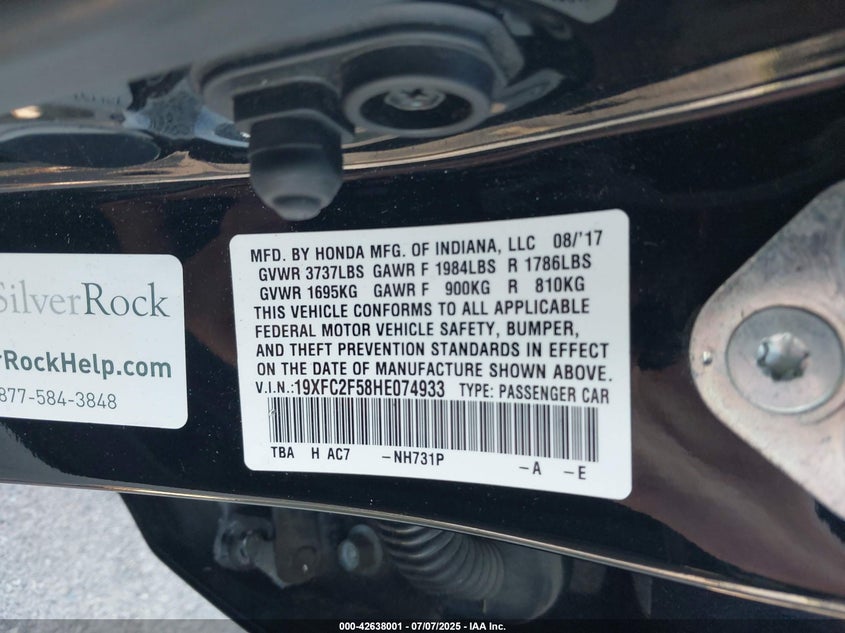 MFD. BY HONDA MFG. OF INDIANA, LLC 08/'17
GVWR 3737LBS GAWR F 1984LBS R 1786LBS
GVWR 1695KG GAWR F 900KG R 810KG
THIS VEHICLE CONFORMS TO ALL APPLICABLE
FEDERAL MOTOR VEHICLE SAFETY, BUMPER,
AND THEFT PREVENTION STANDARDS IN EFFECT
ON THE DATE OF MANUFACTURE SHOWN ABOVE.
V.I.N.:19XFC2F58HE074933 TYPE: PASSENGER CAR
TBA H AC7 -NH731P -A -E
SilverRock
rRockHelp.com
877-584-3848
000-42638001 / 07/07/2025 - IAA Inc.